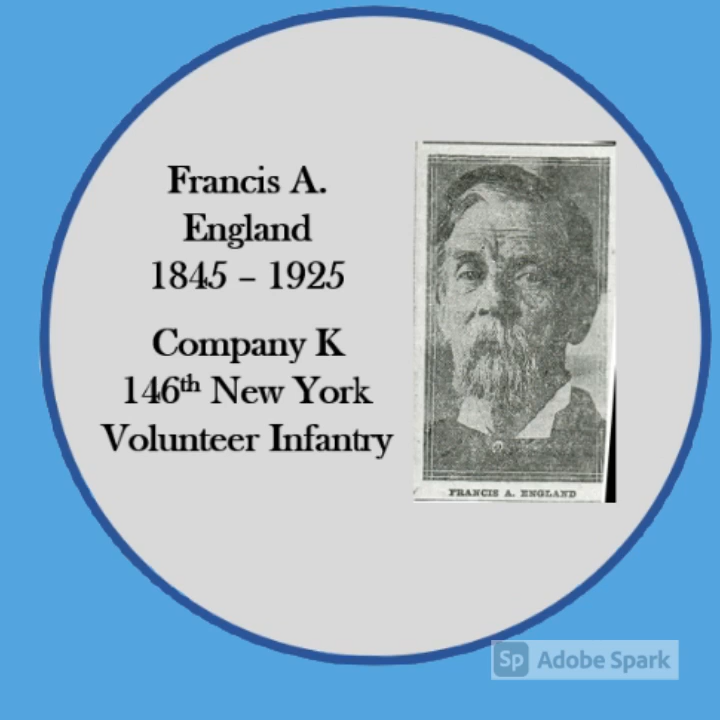 Francis A.
England
1845 – 1925
Company K
146th New York
Volunteer Infantry
FRANCIS A. ENGLAND
Sp Adobe Spark